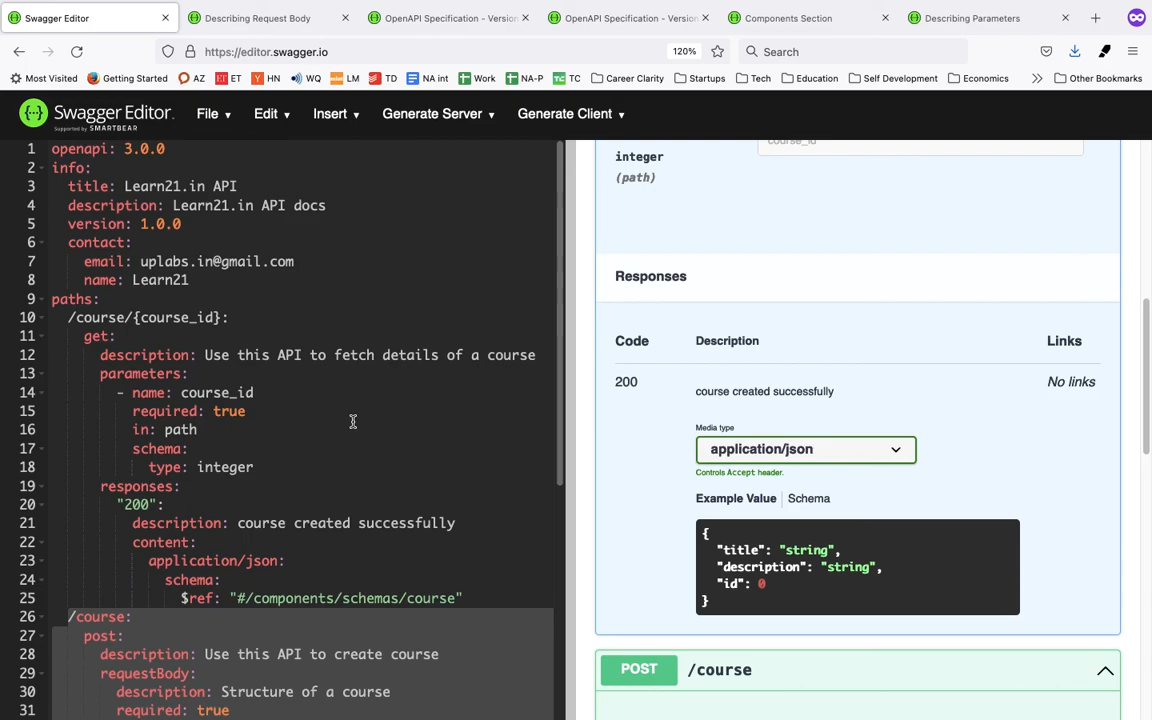 Swagger Editor
Describing Request Body
OpenAPI Specification - Version
OpenAPI Specification - Version
Components Section
Describing Parameters
https://editor.swagger.io
120%
Search
Most Visited
Getting Started
AZ
ET
HN
WQ
LM
TD
NA int
Work
NA-P
TC
Career Clarity
Startups
Tech
Education
Self Development
Economics
Other Bookmarks
Swagger Editor.
Supported by SMARTBEAR
File
Edit
Insert
Generate Server
Generate Client
1 openapi: 3.0.0
2 info:
3 title: Learn21.in API
4 description: Learn21.in API docs
5 version: 1.0.0
6 contact:
7 email: uplabs.in@gmail.com
8 name: Learn21
9 paths:
10 /course/{course_id}:
11 get:
12 description: Use this API to fetch details of a course
13 parameters:
14 - name: course_id
15 required: true
16 in: path
17 schema:
18 type: integer
19 responses:
20 "200":
21 description: course created successfully
22 content:
23 application/json:
24 schema:
25 $ref: "#/components/schemas/course"
26 /course:
27 post:
28 description: Use this API to create course
29 requestBody:
30 description: Structure of a course
31 required: true
course_id
integer
(path)
Responses
Code
Description
Links
200
course created successfully
No links
Media type
application/json
Controls Accept header.
Example Value
Schema
{
"title": "string",
"description": "string",
"id": 0
}
POST
/course